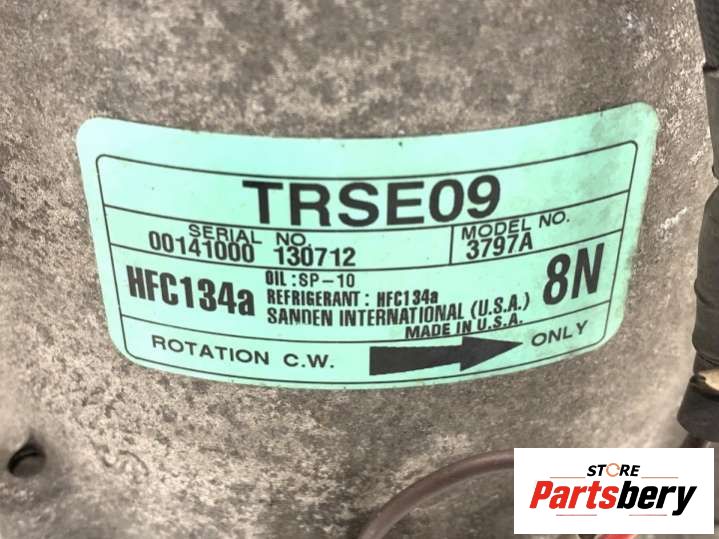 TRSE09
SERIAL NO.
00141000 130712
MODEL NO.
3797A
HFC134a
OIL:SP-10
REFRIGERANT: HFC134a
SANDEN INTERNATIONAL (U.S.A.)
MADE IN U.S.A.
8N
ROTATION C.W. ONLY
STORE
Partsbery